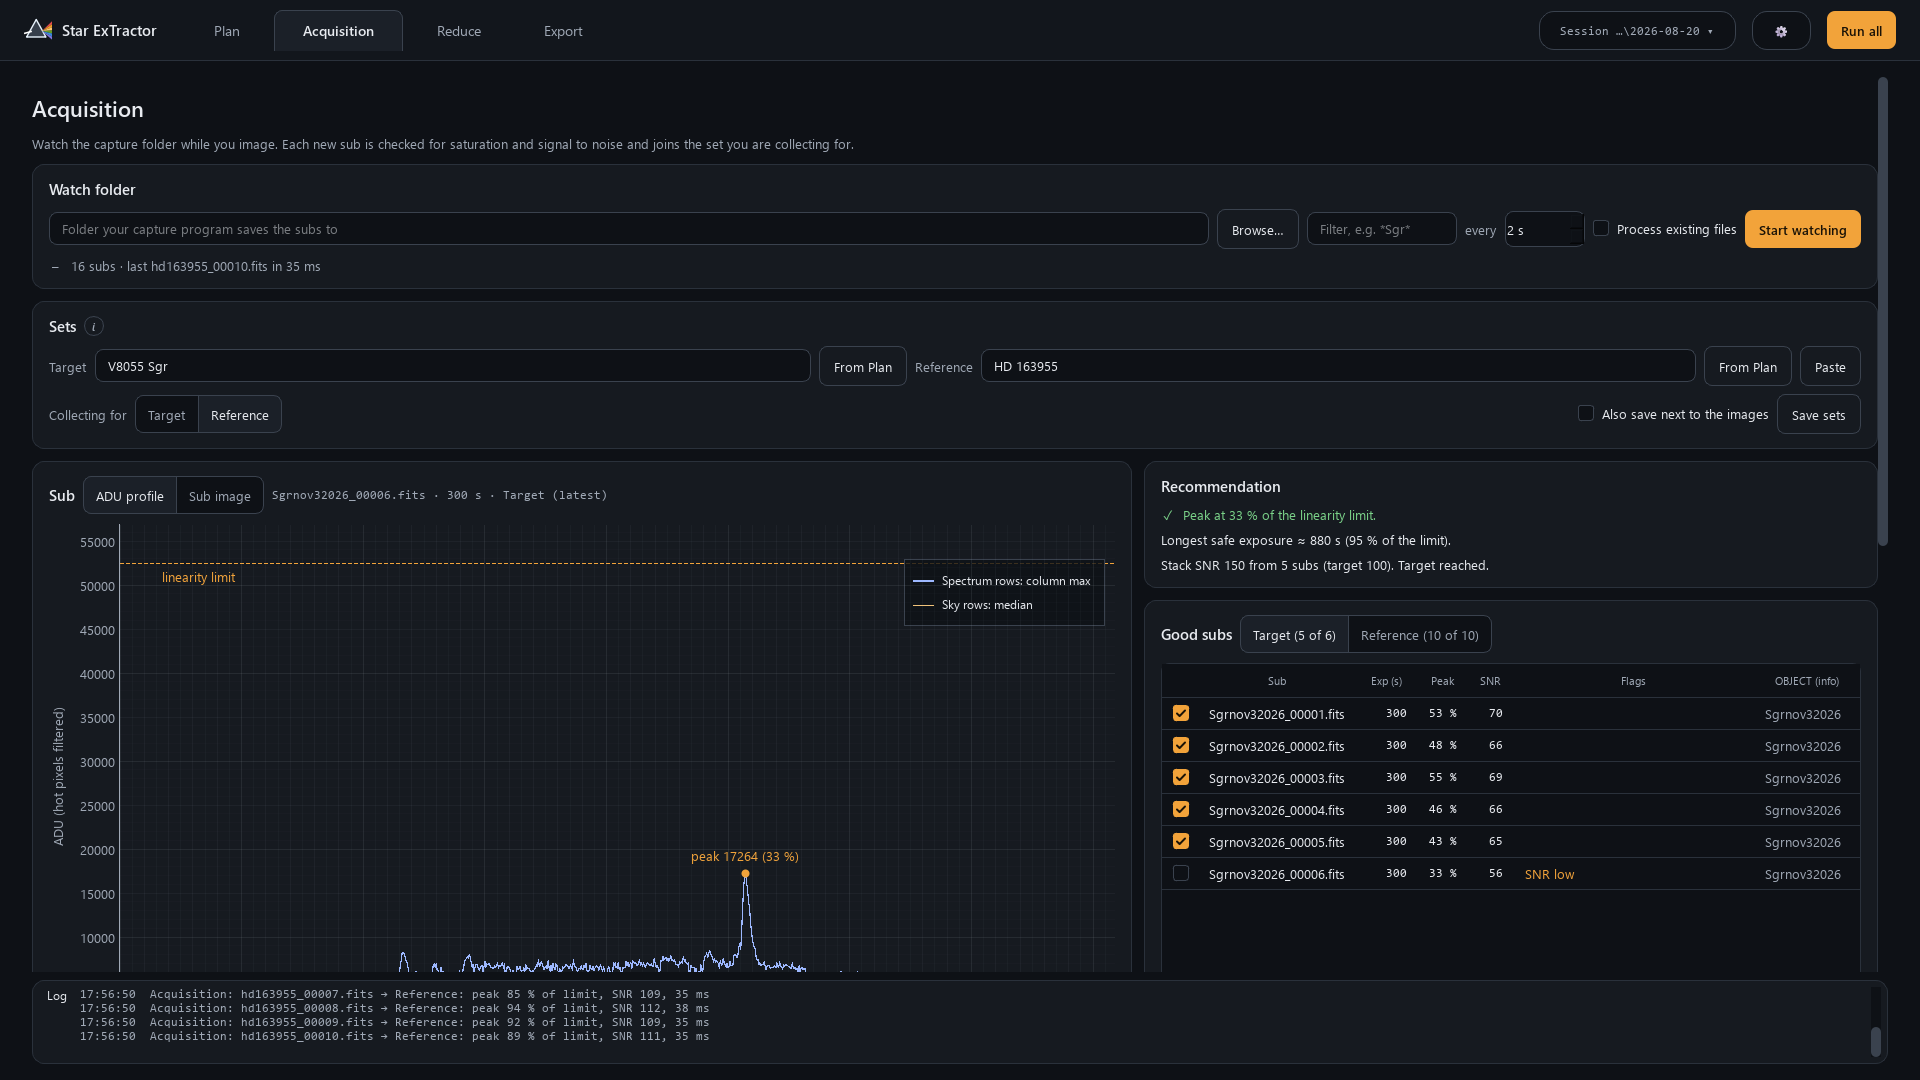 Star ExTractor
Plan
Acquisition
Reduce
Export
Session …\2026-08-20 ▾
Run all
Acquisition
Watch the capture folder while you image. Each new sub is checked for saturation and signal to noise and joins the set you are collecting for.
Watch folder
Folder your capture program saves the subs to
Browse...
Filter, e.g. *Sgr*
every
2 s
Process existing files
Start watching
– 16 subs · last hd163955_00010.fits in 35 ms
Sets i
Target
V8055 Sgr
From Plan
Reference
HD 163955
From Plan
Paste
Collecting for
Target
Reference
Also save next to the images
Save sets
Sub
ADU profile
Sub image
Sgrnov32026_00006.fits · 300 s · Target (latest)
55000
50000
45000
40000
35000
30000
25000
20000
15000
10000
ADU (hot pixels filtered)
linearity limit
Spectrum rows: column max
Sky rows: median
peak 17264 (33 %)
Recommendation
✓ Peak at 33 % of the linearity limit.
Longest safe exposure ≈ 880 s (95 % of the limit).
Stack SNR 150 from 5 subs (target 100). Target reached.
Good subs
Target (5 of 6)
Reference (10 of 10)
Sub Exp (s) Peak SNR Flags OBJECT (info)
Sgrnov32026_00001.fits 300 53 % 70 Sgrnov32026
Sgrnov32026_00002.fits 300 48 % 66 Sgrnov32026
Sgrnov32026_00003.fits 300 55 % 69 Sgrnov32026
Sgrnov32026_00004.fits 300 46 % 66 Sgrnov32026
Sgrnov32026_00005.fits 300 43 % 65 Sgrnov32026
Sgrnov32026_00006.fits 300 33 % 56 SNR low Sgrnov32026
Log
17:56:50 Acquisition: hd163955_00007.fits → Reference: peak 85 % of limit, SNR 109, 35 ms
17:56:50 Acquisition: hd163955_00008.fits → Reference: peak 94 % of limit, SNR 112, 38 ms
17:56:50 Acquisition: hd163955_00009.fits → Reference: peak 92 % of limit, SNR 109, 35 ms
17:56:50 Acquisition: hd163955_00010.fits → Reference: peak 89 % of limit, SNR 111, 35 ms